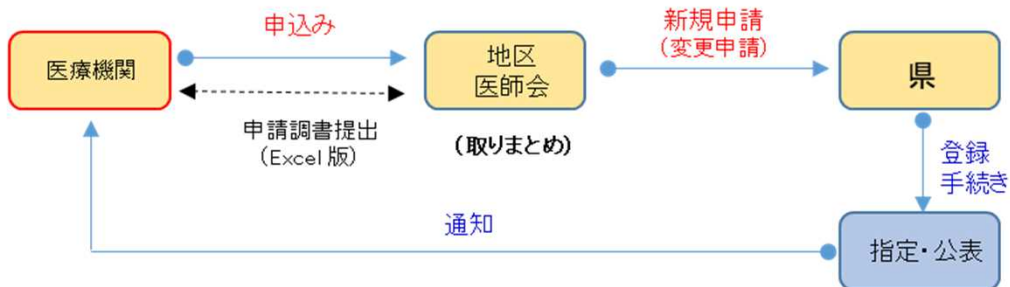 申込み
新規申請
(変更申請)
医療機関
地区
医師会
県
申請調書提出
(Excel 版)
(取りまとめ)
登録
手続き
通知
指定・公表